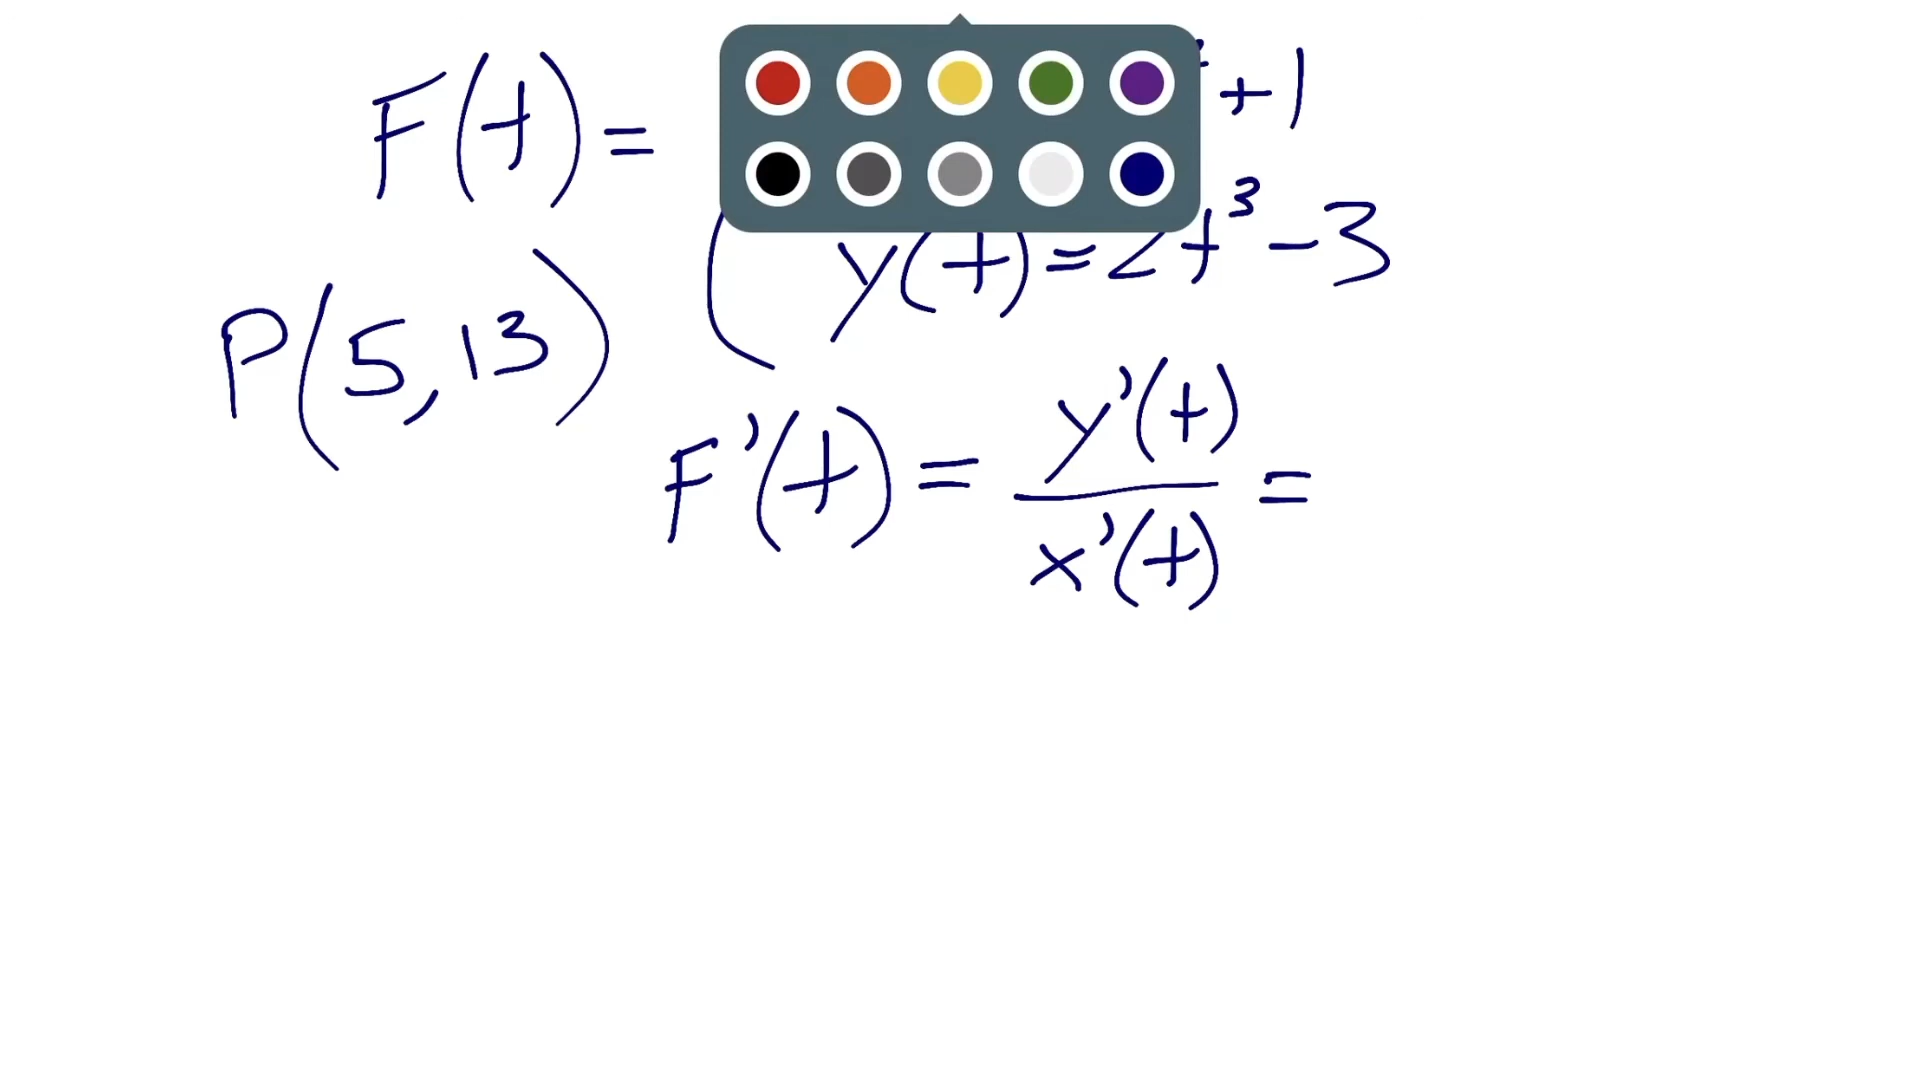 F(t) = + 1
y(t) = 2t³ - 3
P(5, 13)
F'(t) = y'(t) / x'(t) =